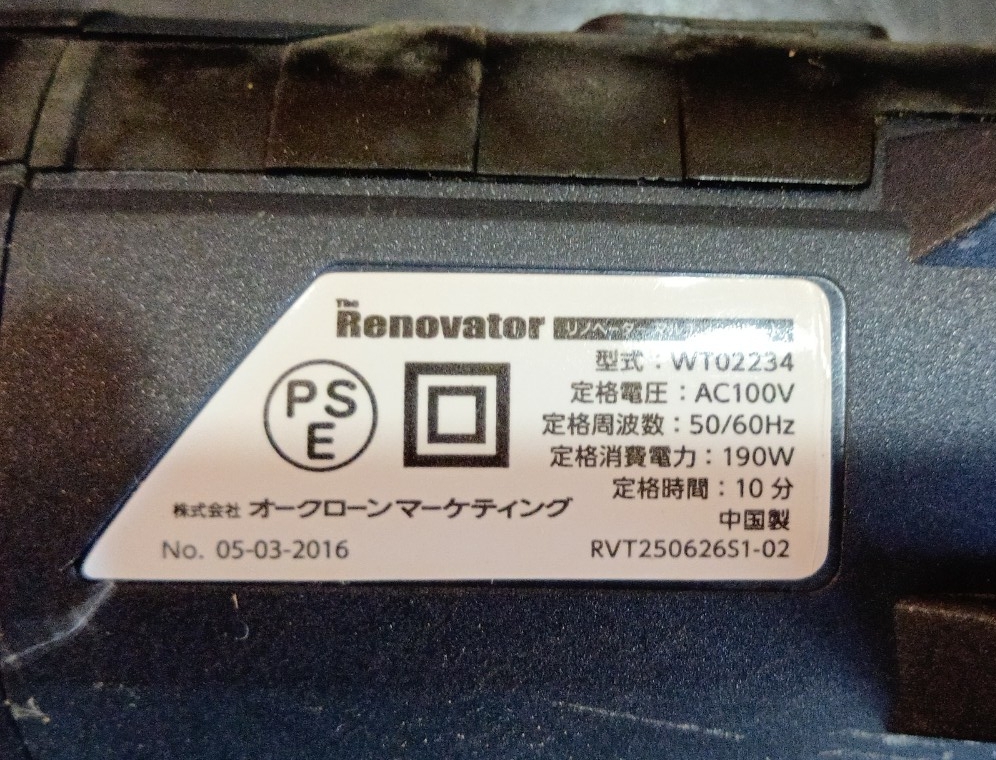 The
Renovator
型式：WT02234
定格電圧：AC100V
定格周波数：50/60Hz
定格消費電力：190W
定格時間：10分
中国製
RVT250626S1-02
PS
E
株式会社 オークローンマーケティング
No. 05-03-2016